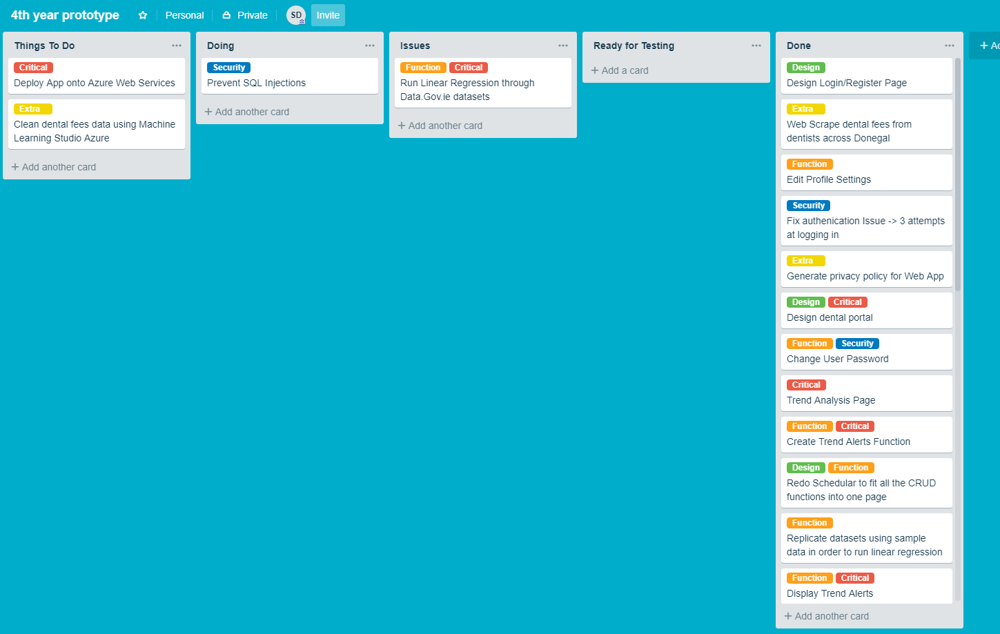 4th year prototype
Personal
Private
SD
Invite
Things To Do
Critical
Deploy App onto Azure Web Services
Extra
Clean dental fees data using Machine
Learning Studio Azure
+ Add another card
Doing
Security
Prevent SQL Injections
+ Add another card
Issues
Function Critical
Run Linear Regression through
Data.Gov.ie datasets
+ Add another card
Ready for Testing
+ Add a card
Done
Design
Design Login/Register Page
Extra
Web Scrape dental fees from
dentists across Donegal
Function
Edit Profile Settings
Security
Fix authenication Issue -> 3 attempts
at logging in
Extra
Generate privacy policy for Web App
Design Critical
Design dental portal
Function Security
Change User Password
Critical
Trend Analysis Page
Function Critical
Create Trend Alerts Function
Design Function
Redo Schedular to fit all the CRUD
functions into one page
Function
Replicate datasets using sample
data in order to run linear regression
Function Critical
Display Trend Alerts
+ Add another card